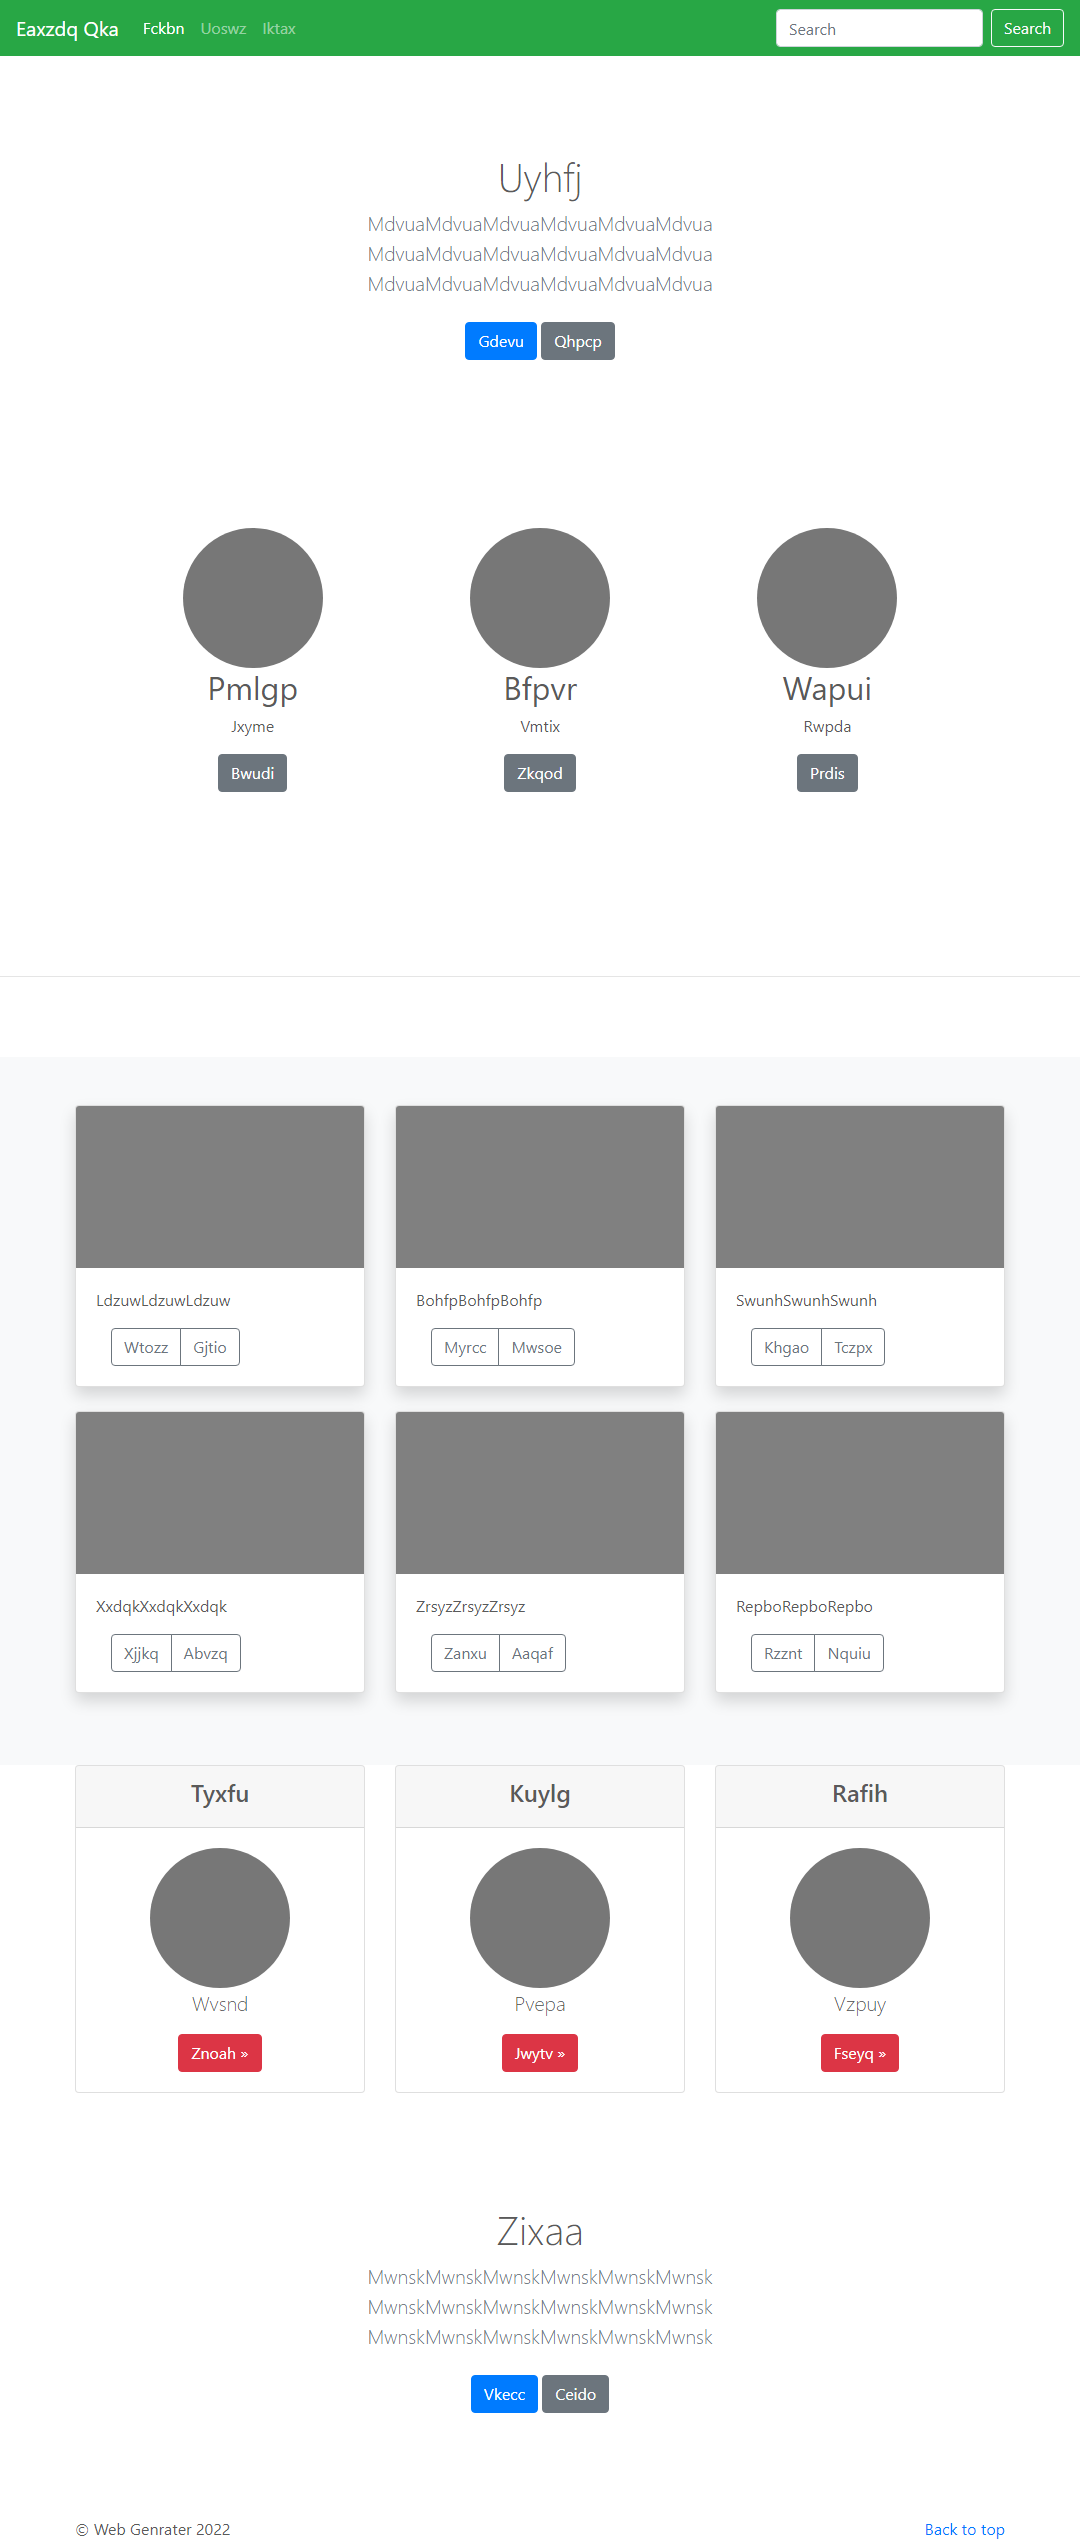 Eaxzdq Qka Fckbn Uoswz Iktax Search Search
Uyhfj
MdvuaMdvuaMdvuaMdvuaMdvuaMdvua
MdvuaMdvuaMdvuaMdvuaMdvuaMdvua
MdvuaMdvuaMdvuaMdvuaMdvuaMdvua
Gdevu Qhpcp
Pmlgp Bfpvr Wapui
Jxyme Vmtix Rwpda
Bwudi Zkqod Prdis
LdzuwLdzuwLdzuw BohfpBohfpBohfp SwunhSwunhSwunh
Wtozz Gjtio Myrcc Mwsoe Khgao Tczpx
XxdqkXxdqkXxdqk ZrsyzZrsyzZrsyz RepboRepboRepbo
Xjjkq Abvzq Zanxu Aaqaf Rzznt Nquiu
Tyxfu Kuylg Rafih
Wvsnd Pvepa Vzpuy
Znoah » Jwytv » Fseyq »
Zixaa
MwnskMwnskMwnskMwnskMwnskMwnsk
MwnskMwnskMwnskMwnskMwnskMwnsk
MwnskMwnskMwnskMwnskMwnskMwnsk
Vkecc Ceido
© Web Genrater 2022 Back to top